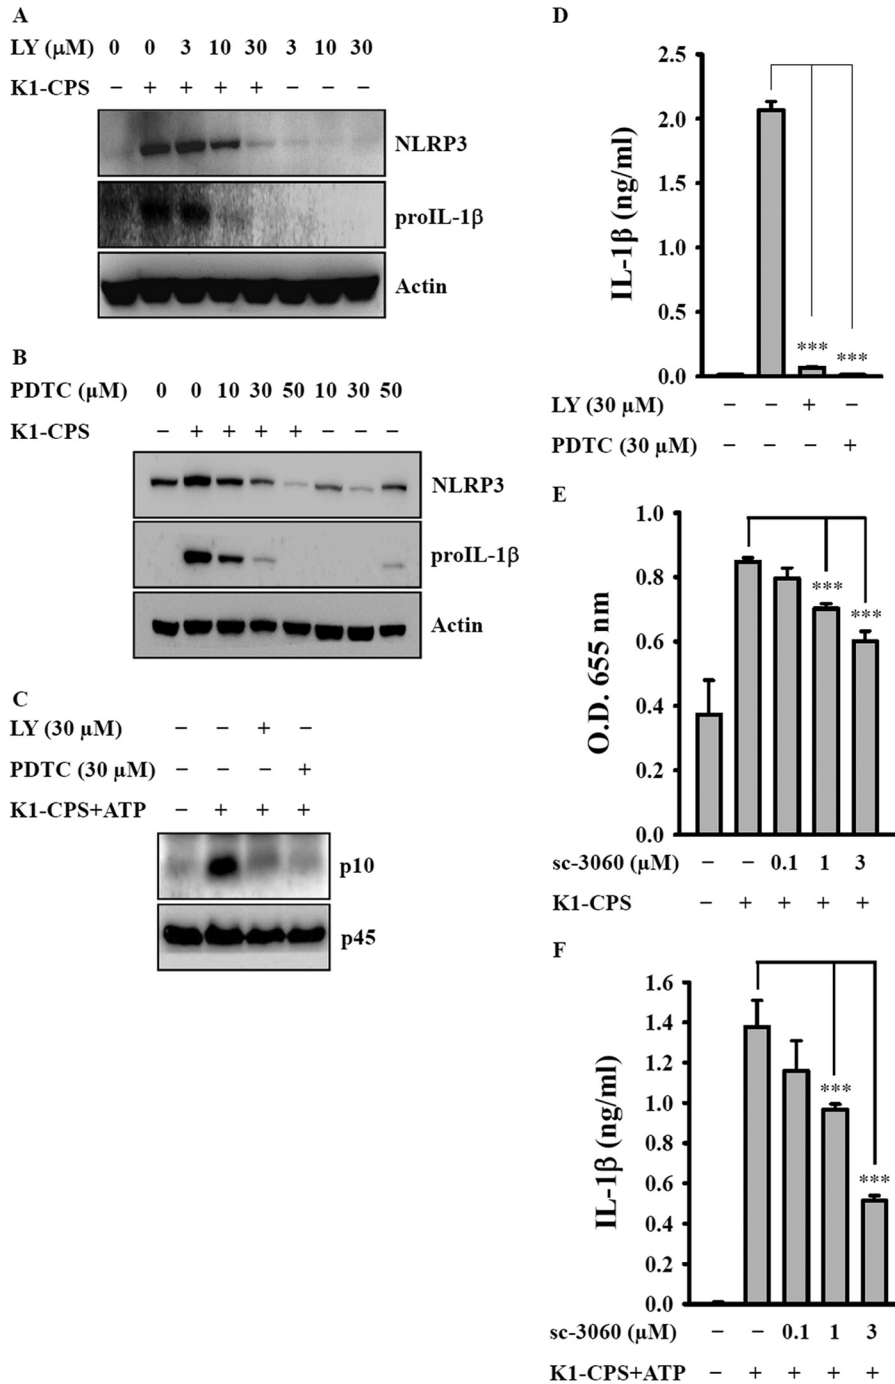 A
LY (µM) 0 0 3 10 30 3 10 30
K1-CPS − + + + + − − −
NLRP3
proIL-1β
Actin
B
PDTC (µM) 0 0 10 30 50 10 30 50
K1-CPS − + + + + − − −
NLRP3
proIL-1β
Actin
C
LY (30 µM) − − + −
PDTC (30 µM) − − − +
K1-CPS+ATP − + + +
p10
p45
D
IL-1β (ng/ml)
2.5
2.0
1.5
1.0
0.5
0.0
***
***
LY (30 µM) − − + −
PDTC (30 µM) − − − +
E
O.D. 655 nm
1.0
0.8
0.6
0.4
0.2
0.0
***
***
sc-3060 (µM) − − 0.1 1 3
K1-CPS − + + + +
F
IL-1β (ng/ml)
1.6
1.4
1.2
1.0
0.8
0.6
0.4
0.2
0.0
***
***
sc-3060 (µM) − − 0.1 1 3
K1-CPS+ATP − + + + +